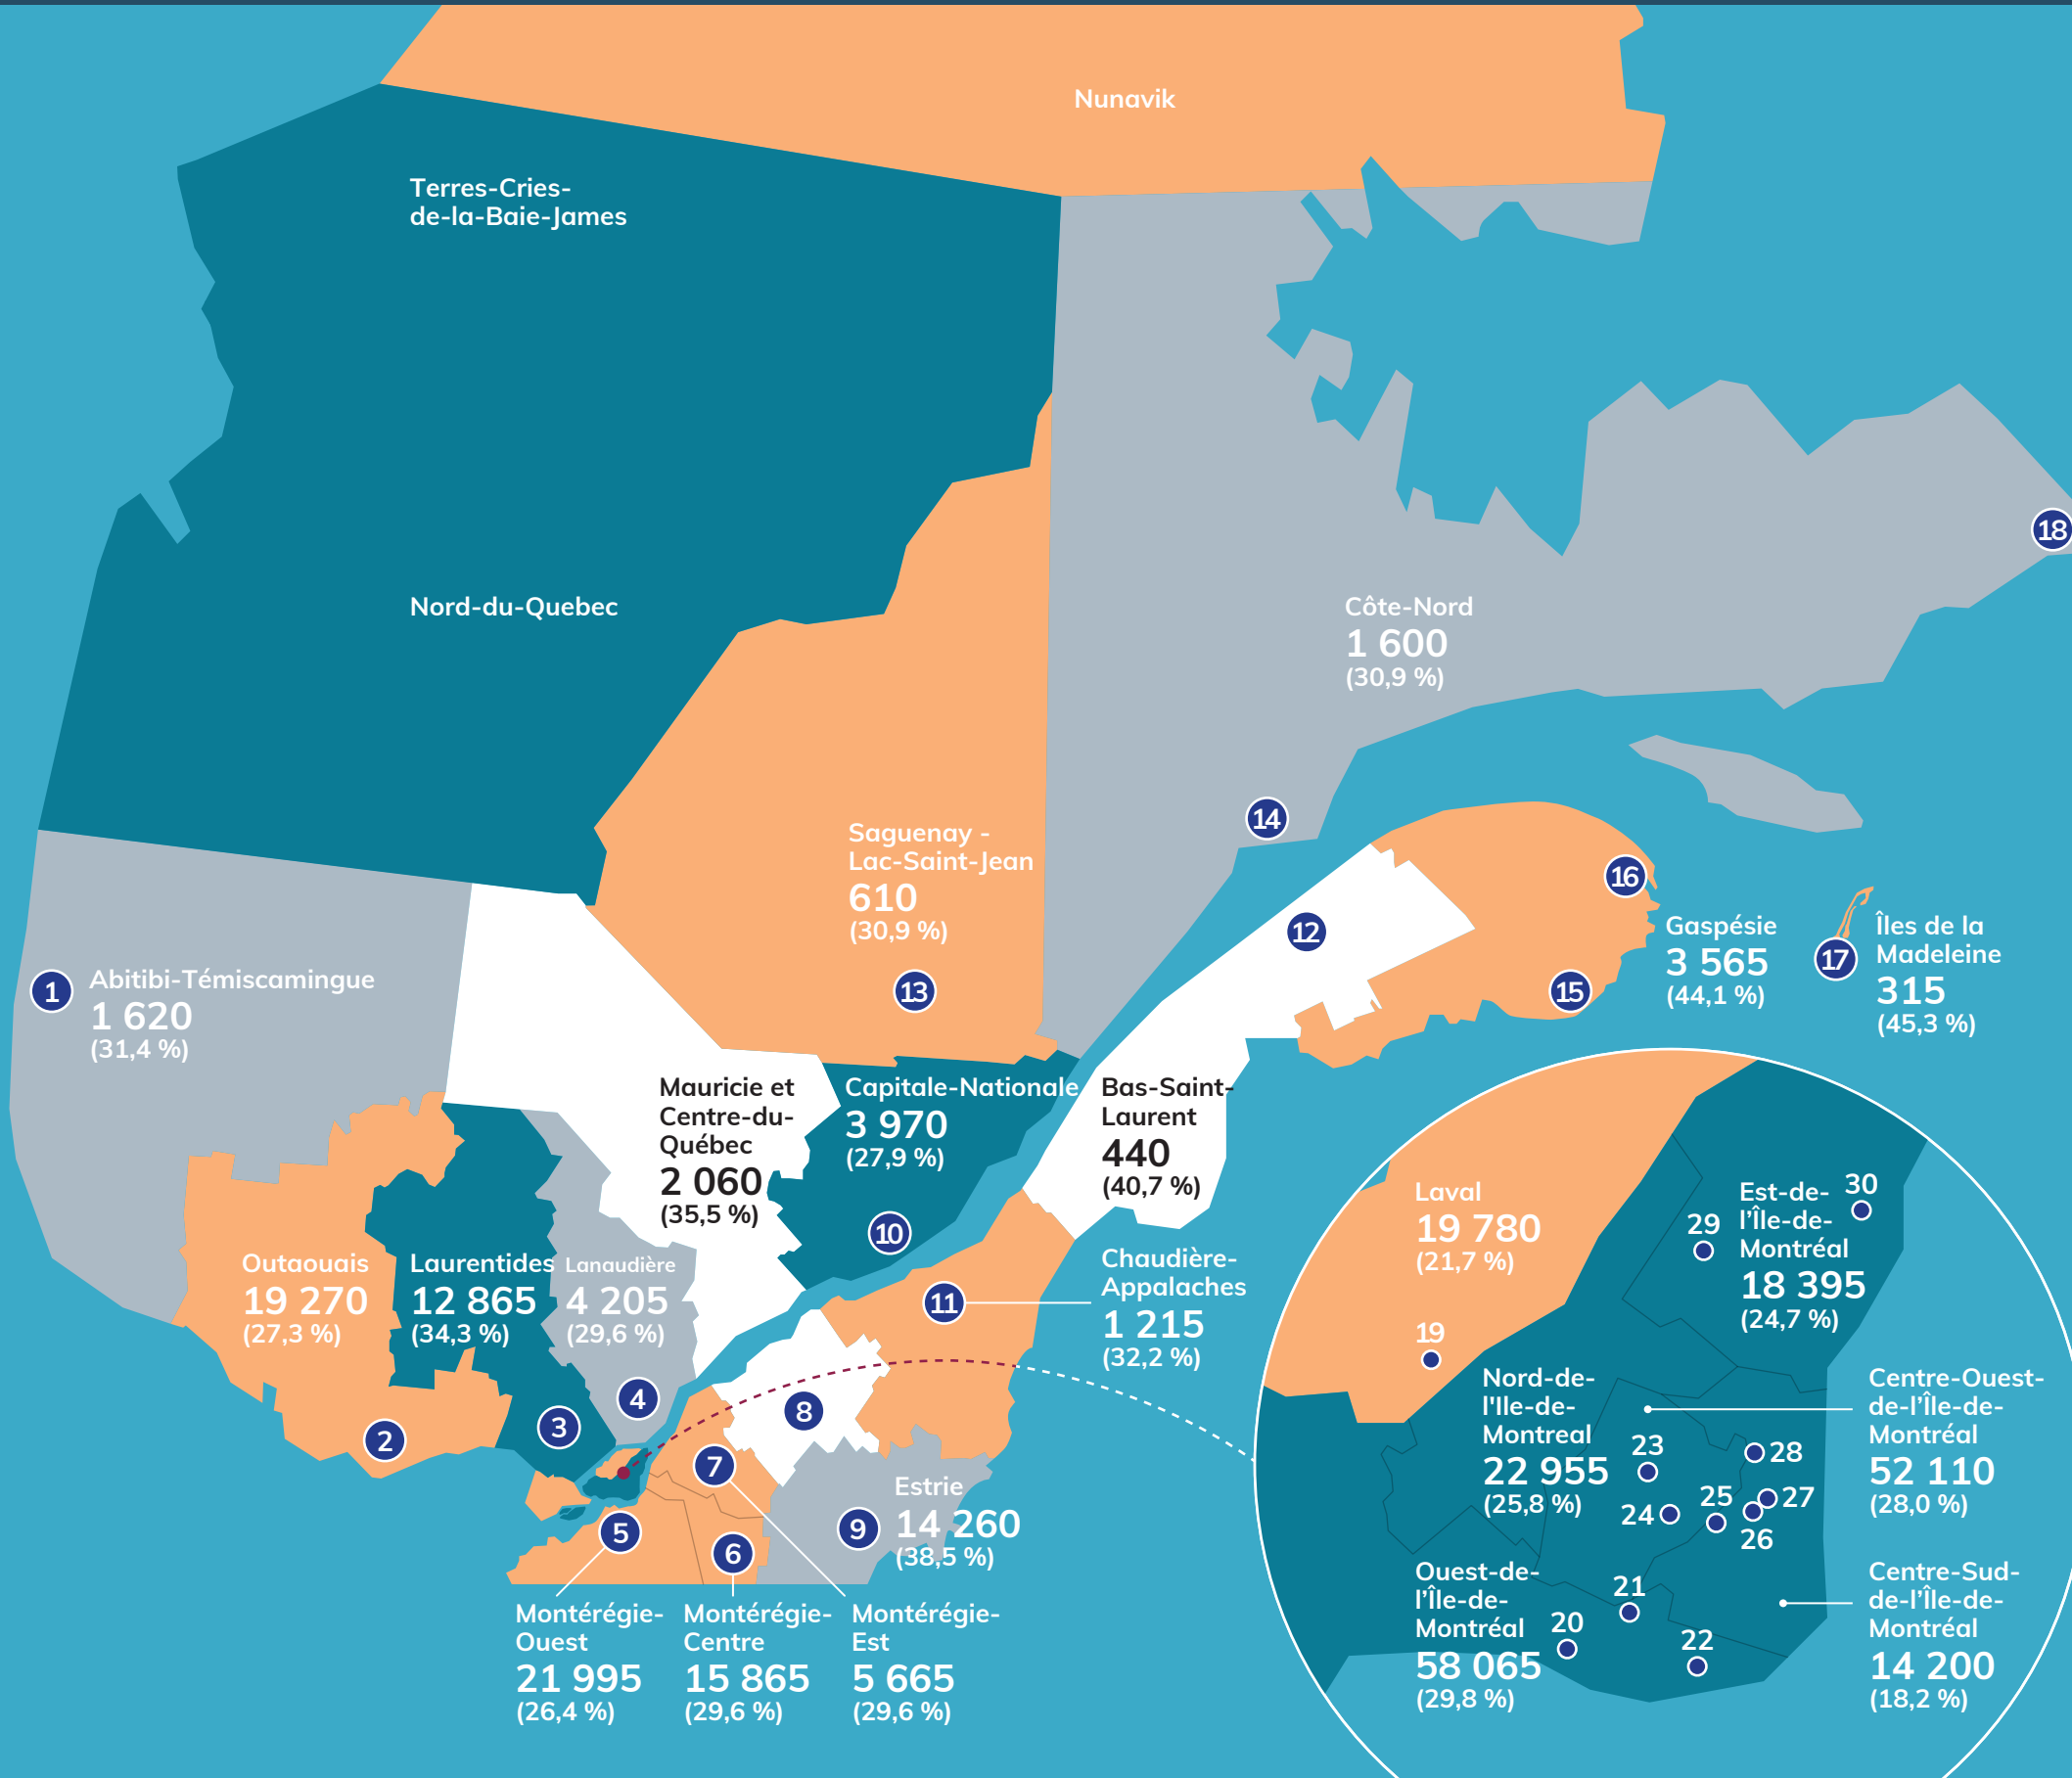 Nunavik
Terres-Cries-
de-la-Baie-James
Nord-du-Quebec
Côte-Nord
1 600
(30,9 %)
18
14
Saguenay -
Lac-Saint-Jean
610
(30,9 %)
13
12
16
15
Gaspésie
3 565
(44,1 %)
17
Îles de la
Madeleine
315
(45,3 %)
1
Abitibi-Témiscamingue
1 620
(31,4 %)
Mauricie et
Centre-du-
Québec
2 060
(35,5 %)
Capitale-Nationale
3 970
(27,9 %)
10
Bas-Saint-
Laurent
440
(40,7 %)
Outaouais
19 270
(27,3 %)
2
Laurentides
12 865
(34,3 %)
3
Lanaudière
4 205
(29,6 %)
4
11
Chaudière-
Appalaches
1 215
(32,2 %)
8
7
5
6
9
Estrie
14 260
(38,5 %)
Montérégie-
Ouest
21 995
(26,4 %)
Montérégie-
Centre
15 865
(29,6 %)
Montérégie-
Est
5 665
(29,6 %)
Laval
19 780
(21,7 %)
19
Est-de-
l’Île-de-
Montréal
18 395
(24,7 %)
30
29
Nord-de-
l'Ile-de-
Montreal
22 955
(25,8 %)
23
28
24
25
27
26
Centre-Ouest-
de-l’Île-de-
Montréal
52 110
(28,0 %)
Ouest-de-
l’Île-de-
Montréal
58 065
(29,8 %)
20
21
22
Centre-Sud-
de-l’Île-de-
Montréal
14 200
(18,2 %)